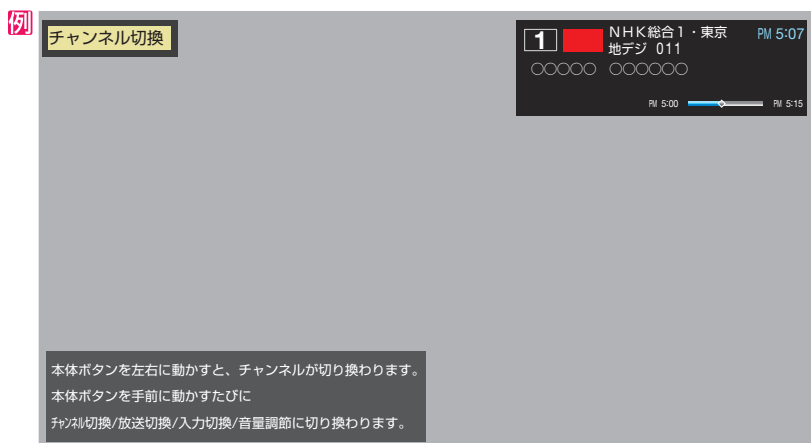 例
チャンネル切換
1 NHK総合1・東京 PM 5:07
地デジ 011
○○○○○ ○○○○○○
PM 5:00 PM 5:15
本体ボタンを左右に動かすと、チャンネルが切り換わります。
本体ボタンを手前に動かすたびに
ﾁｬﾝﾈﾙ切換/放送切換/入力切換/音量調節に切り換わります。